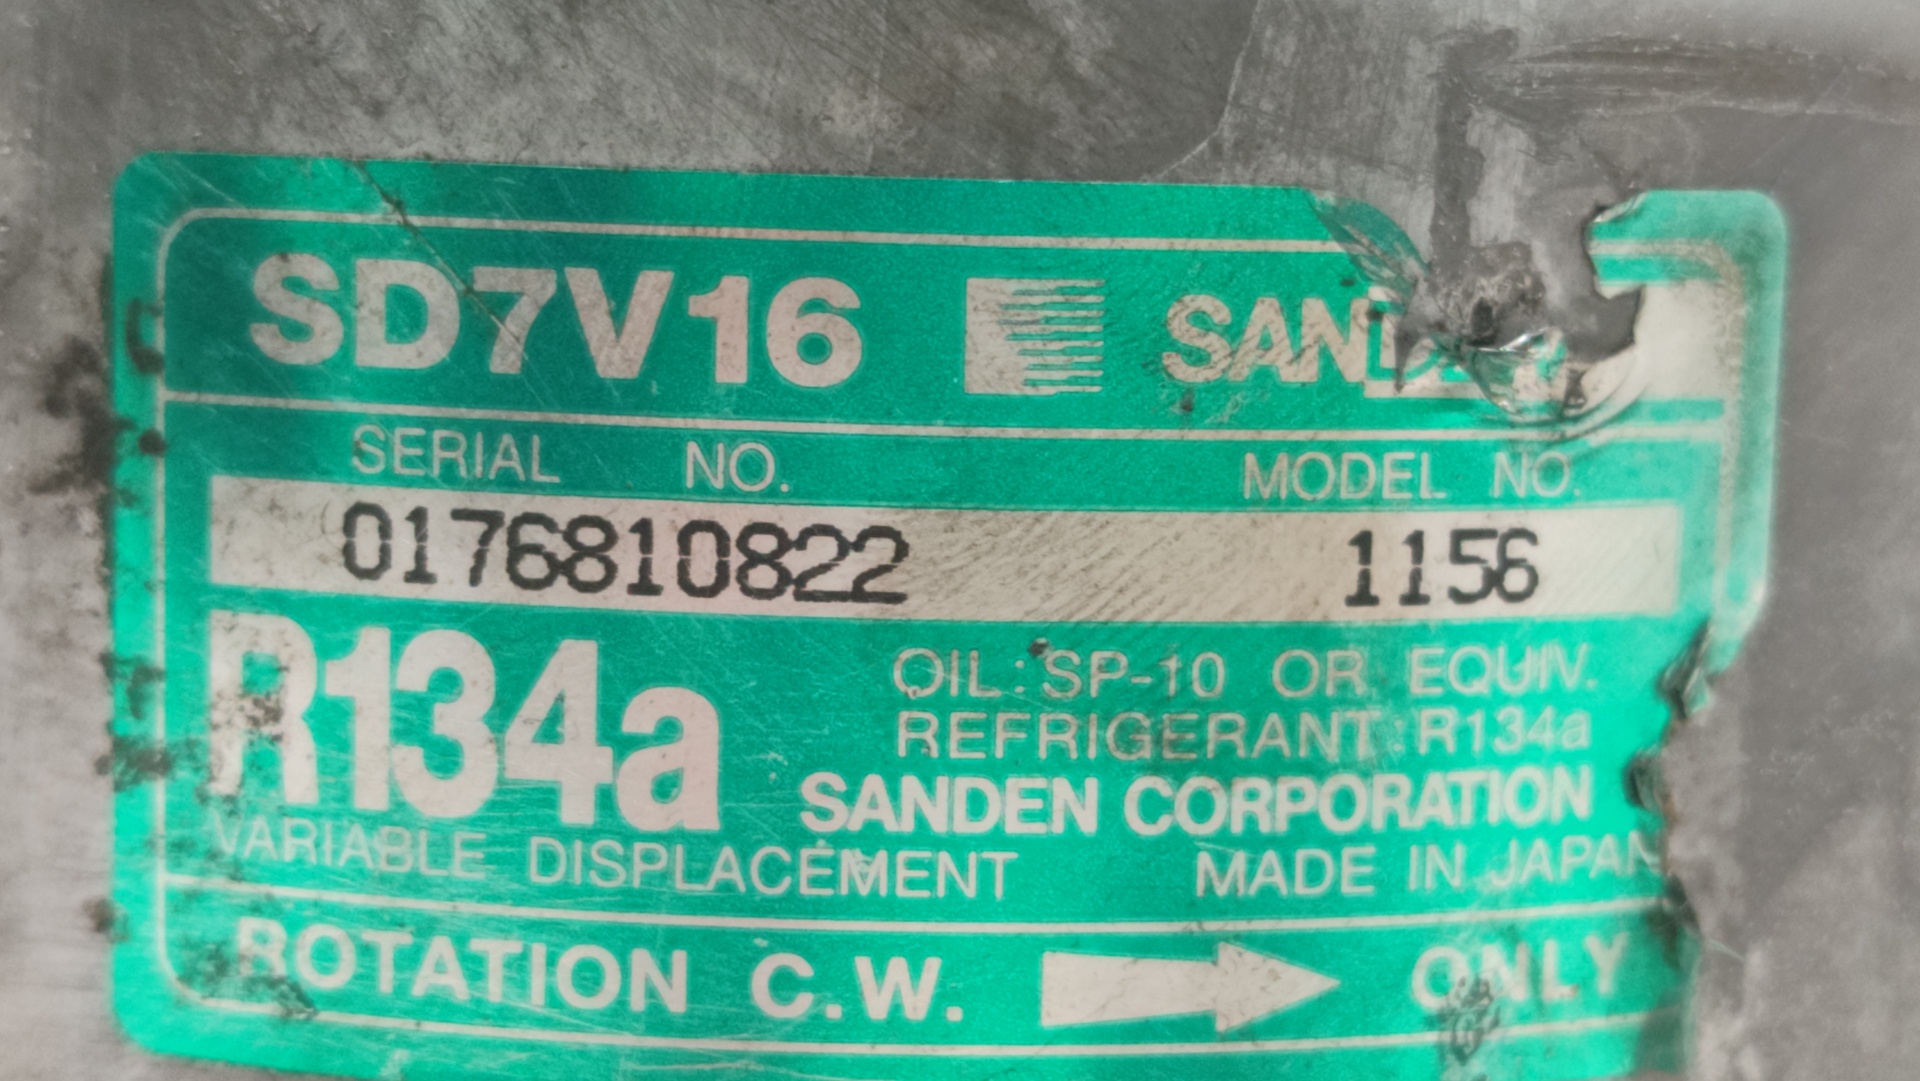 SD7V16 SAND
SERIAL NO. MODEL NO.
0176810822 1156
R134a
OIL: SP-10 OR EQUIV.
REFRIGERANT: R134a
SANDEN CORPORATION
VARIABLE DISPLACEMENT MADE IN JAPAN
ROTATION C.W. ONLY